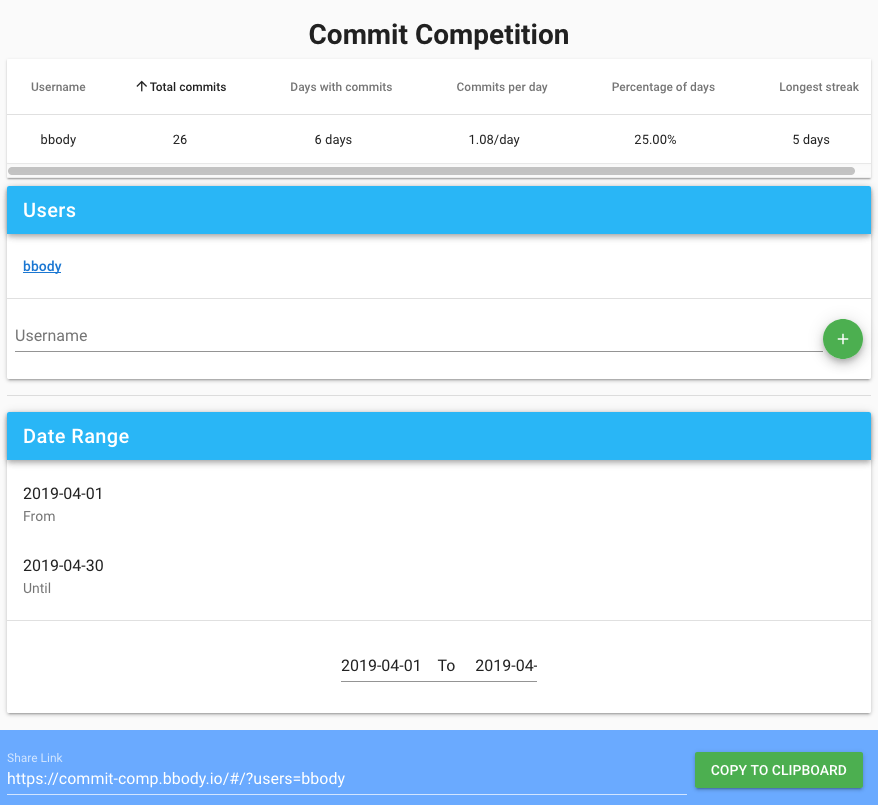 Commit Competition
Username Total commits Days with commits Commits per day Percentage of days Longest streak
bbody 26 6 days 1.08/day 25.00% 5 days
Users
bbody
Username
+
Date Range
2019-04-01
From
2019-04-30
Until
2019-04-01 To 2019-04-
Share Link
https://commit-comp.bbody.io/#/?users=bbody
COPY TO CLIPBOARD